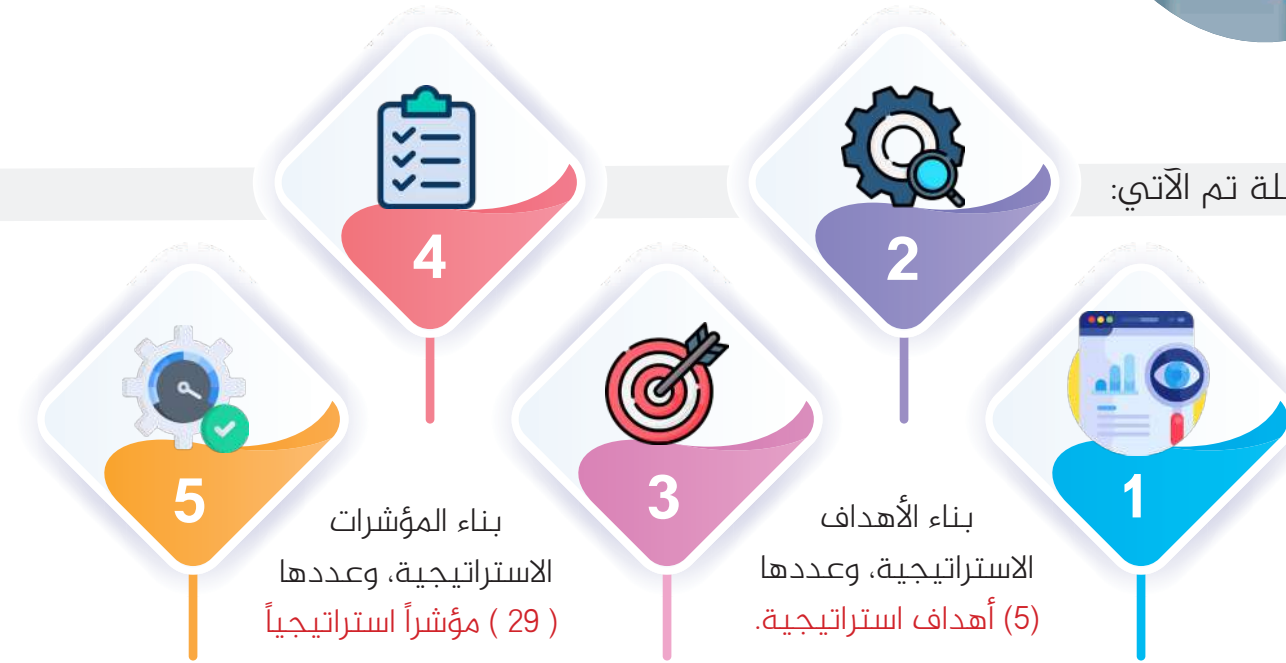 تم الآتي:
2
4
1
3
5
بناء الأهداف
الاستراتيجية، وعددها
(5) أهداف استراتيجية.
بناء المؤشرات
الاستراتيجية، وعددها
( 29 ) مؤشراً استراتيجياً